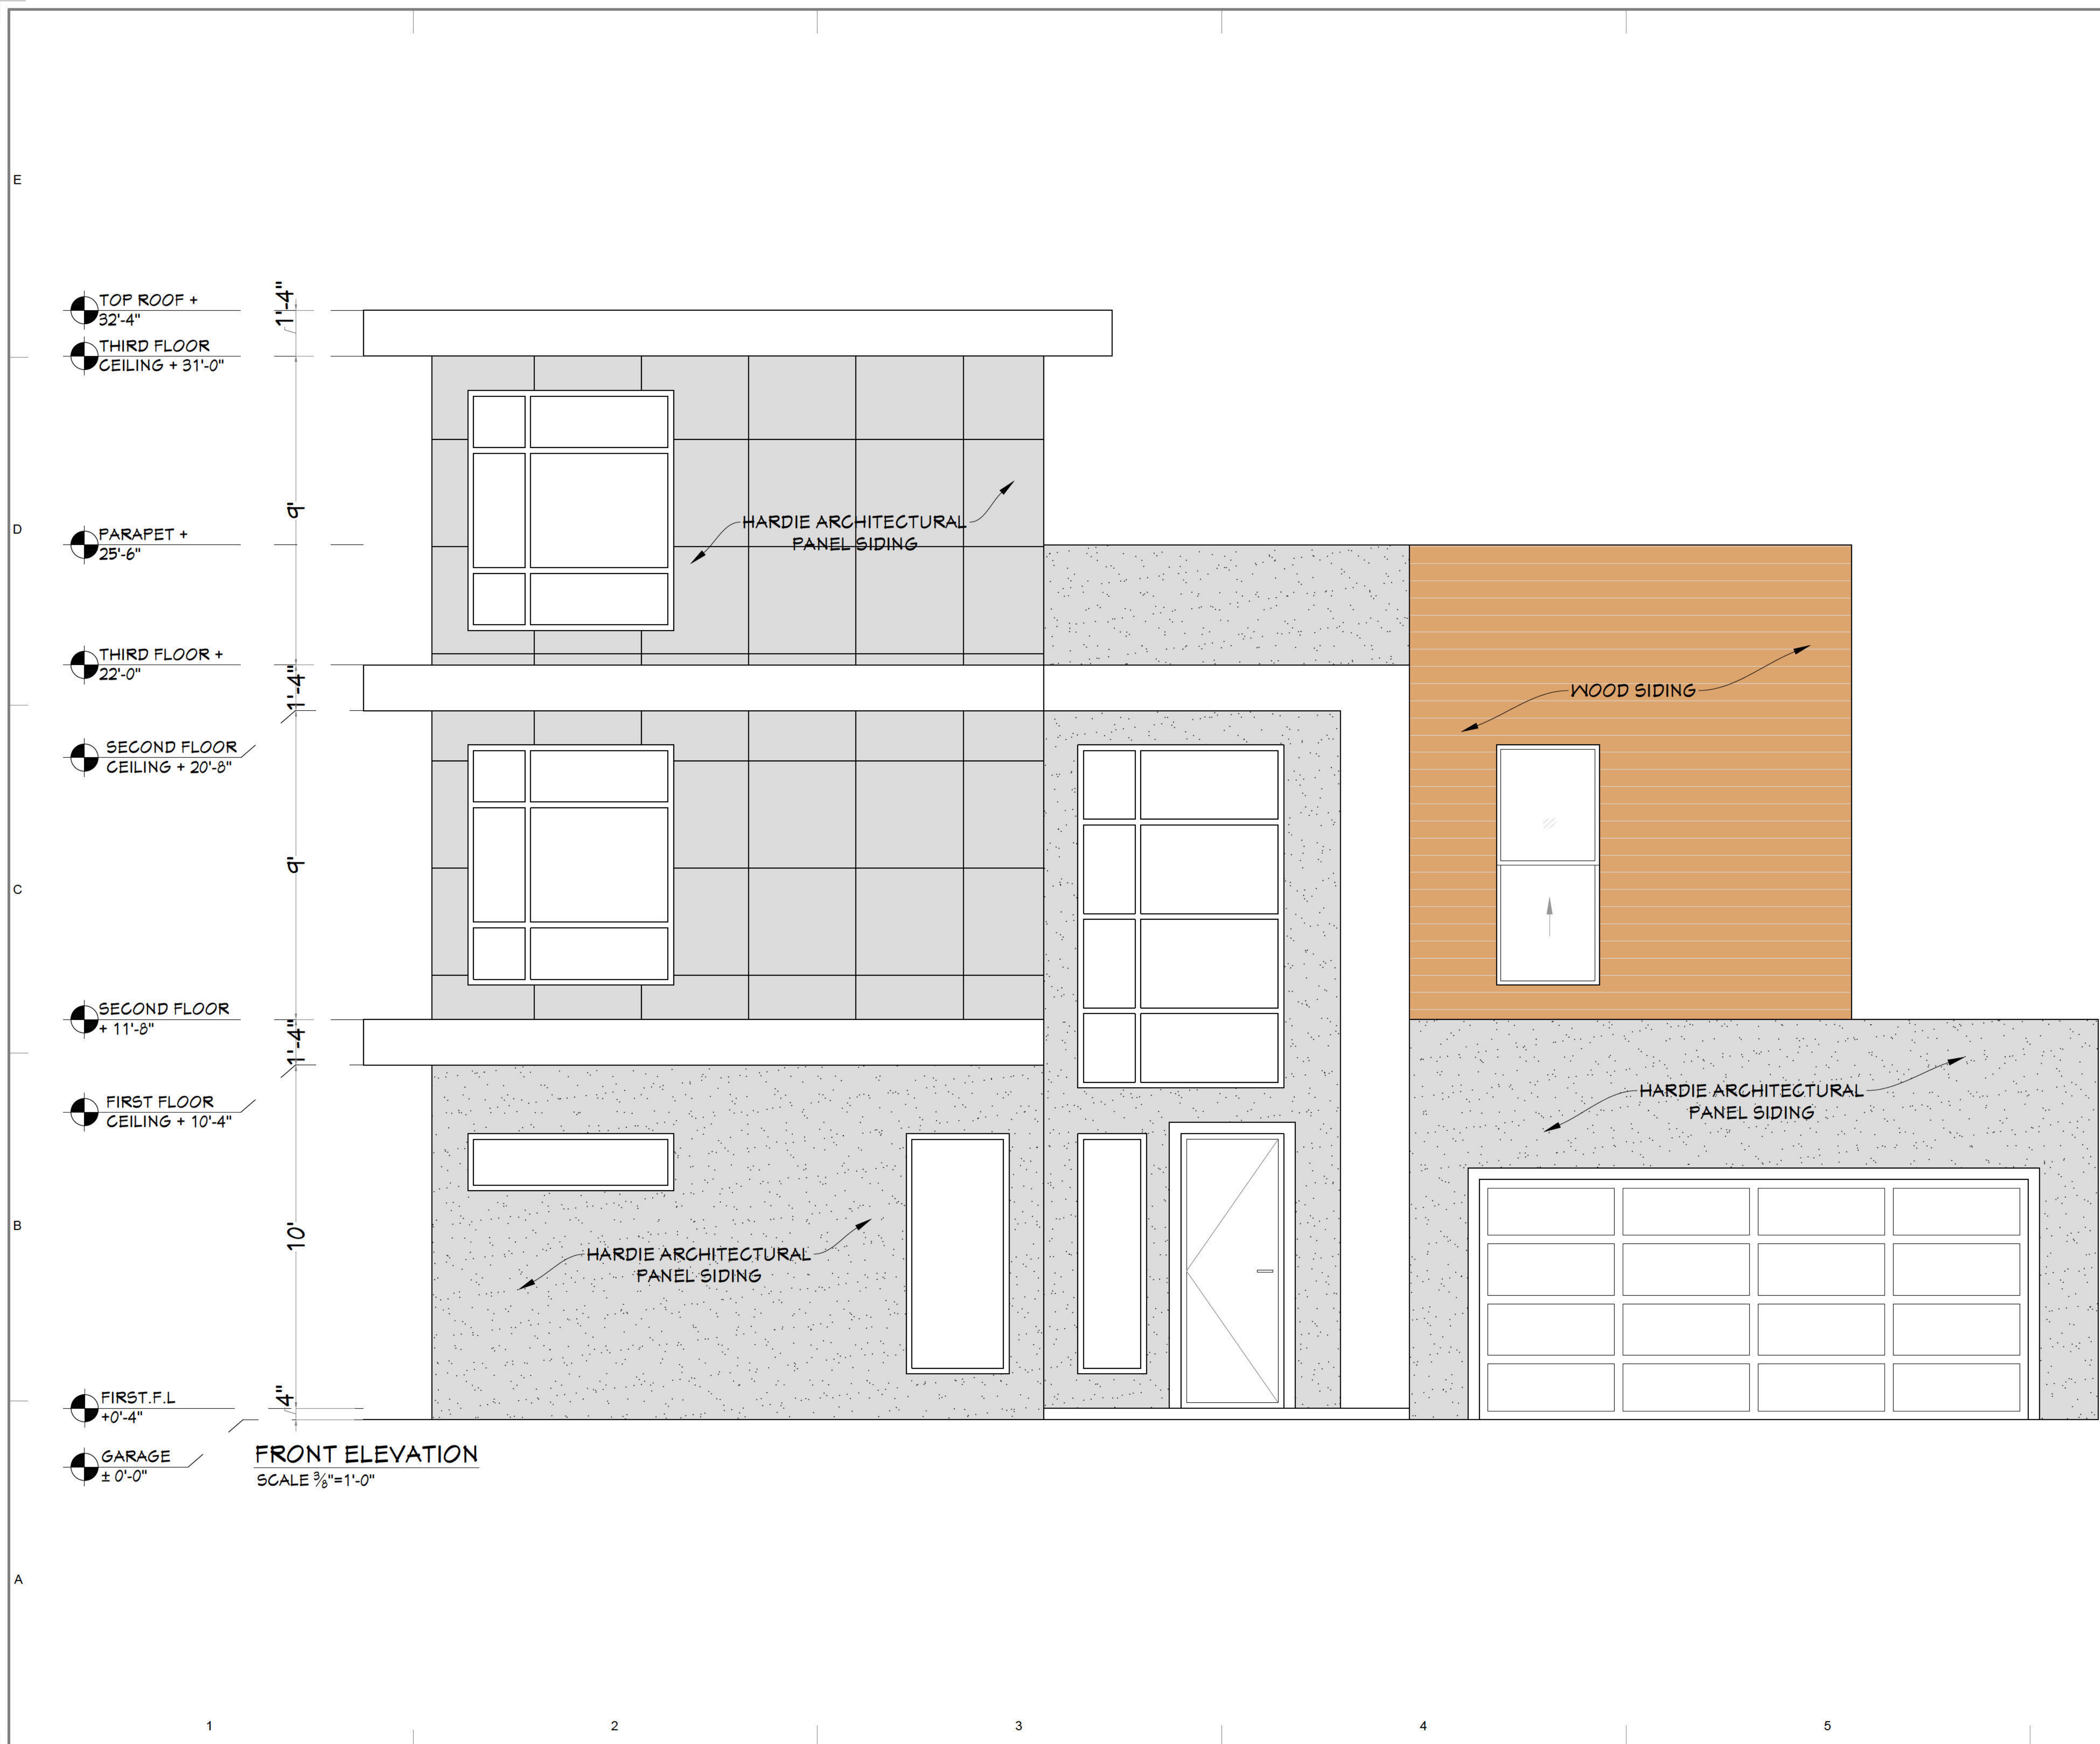 E
TOP ROOF +
32'-4"
1'-4"
THIRD FLOOR
CEILING + 31'-0"
9'
HARDIE ARCHITECTURAL
PANEL SIDING
D
PARAPET +
25'-6"
THIRD FLOOR +
22'-0"
1'-4"
WOOD SIDING
SECOND FLOOR
CEILING + 20'-8"
9'
C
SECOND FLOOR
+ 11'-8"
1'-4"
HARDIE ARCHITECTURAL
PANEL SIDING
FIRST FLOOR
CEILING + 10'-4"
B
10'
HARDIE ARCHITECTURAL
PANEL SIDING
FIRST.F.L
+0'-4"
4"
GARAGE
± 0'-0"
FRONT ELEVATION
SCALE ⅜"=1'-0"
A
1 2 3 4 5